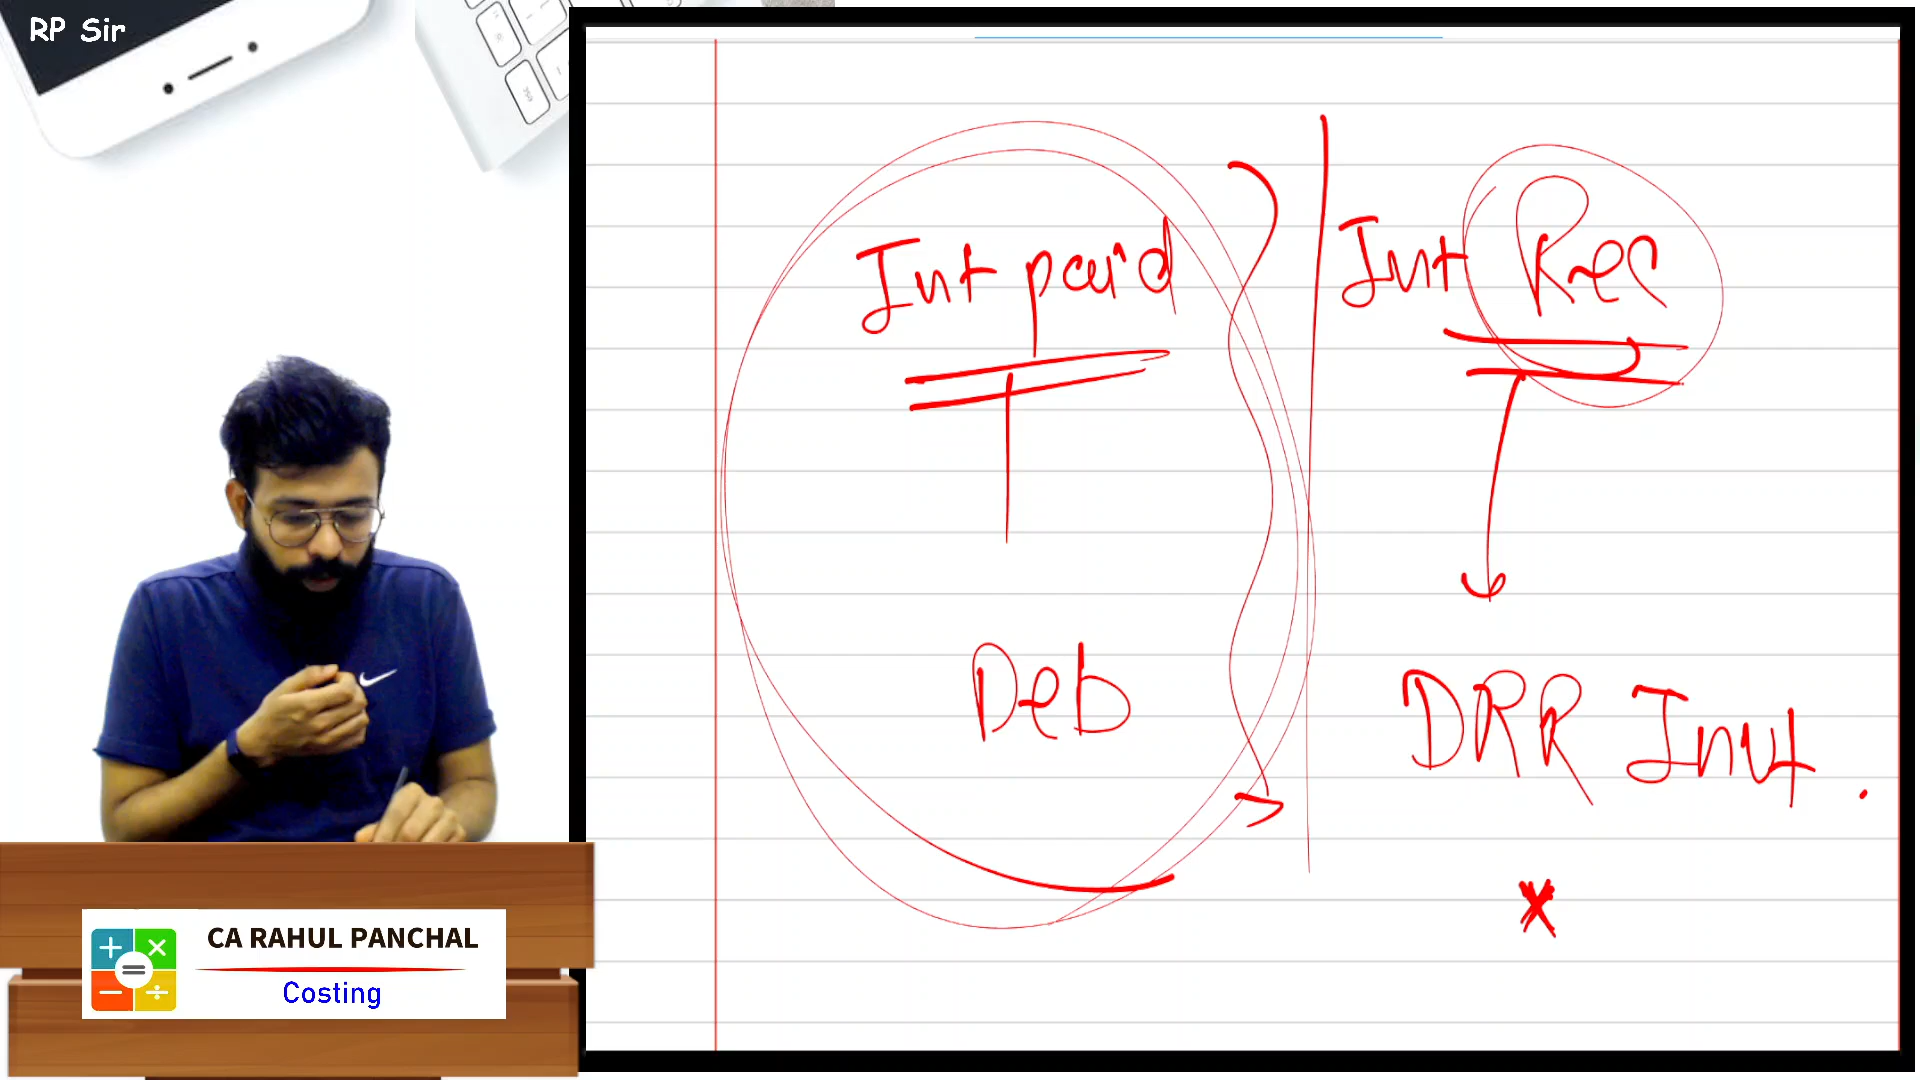 RP Sir
Int paid
Int Rec
Deb
DRR Invt.
CA RAHUL PANCHAL
Costing